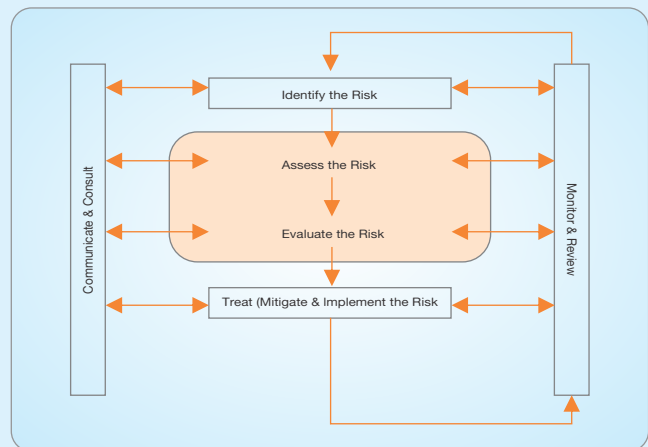 Communicate & Consult
Identify the Risk
Assess the Risk
Evaluate the Risk
Treat (Mitigate & Implement the Risk
Monitor & Review